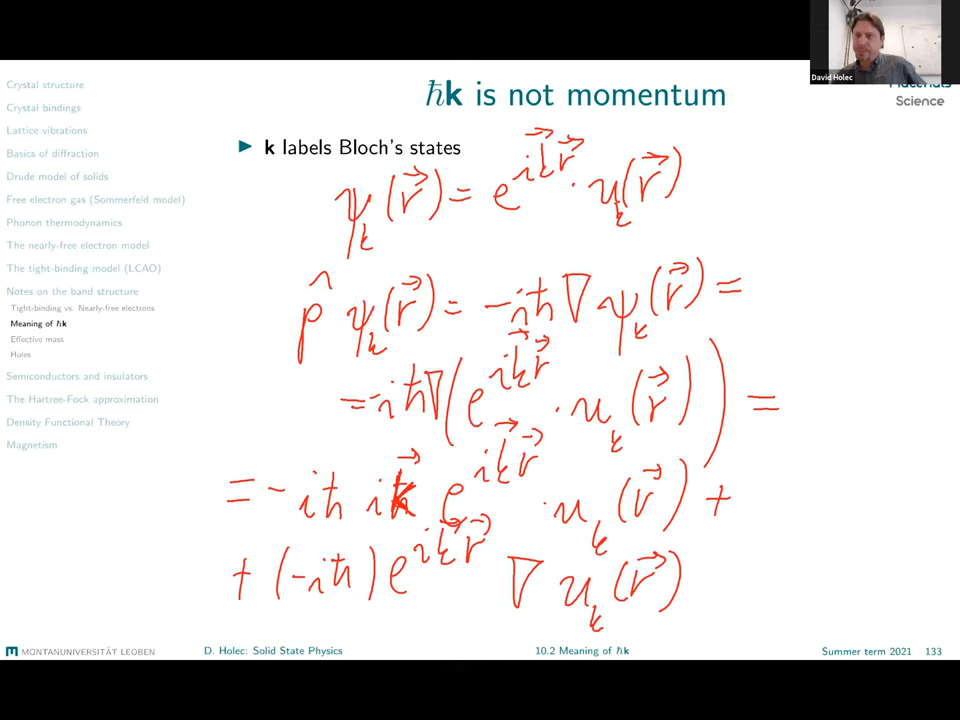 David Holec
Materials
Science
ℏk is not momentum
Crystal structure
Crystal bindings
Lattice vibrations
Basics of diffraction
Drude model of solids
Free electron gas (Sommerfeld model)
Phonon thermodynamics
The nearly-free electron model
The tight-binding model (LCAO)
Notes on the band structure
Tight-binding vs. Nearly-free electrons
Meaning of ℏk
Effective mass
Holes
Semiconductors and insulators
The Hartree-Fock approximation
Density Functional Theory
Magnetism
▶ k labels Bloch's states
ψ_k(r⃗) = e^{ik⃗r⃗} · u_k(r⃗)
p̂ ψ_k(r⃗) = -iℏ∇ψ_k(r⃗) =
= -iℏ∇(e^{ik⃗r⃗} · u_k(r⃗)) =
= -iℏ ik⃗ e^{ik⃗r⃗} · u_k(r⃗) +
+ (-iℏ) e^{ik⃗r⃗} ∇ u_k(r⃗)
MONTANUNIVERSITÄT LEOBEN
D. Holec: Solid State Physics
10.2 Meaning of ℏk
Summer term 2021 133